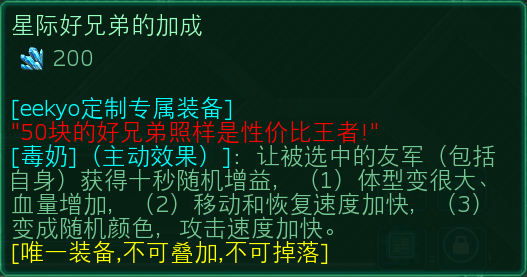 星际好兄弟的加成
200
[eekyo定制专属装备]
"50块的好兄弟照样是性价比王者!"
[毒奶]（主动效果）]：让被选中的友军（包括
自身）获得十秒随机增益，（1）体型变很大、
血量增加，（2）移动和恢复速度加快，（3）
变成随机颜色，攻击速度加快。
[唯一装备,不可叠加,不可掉落]